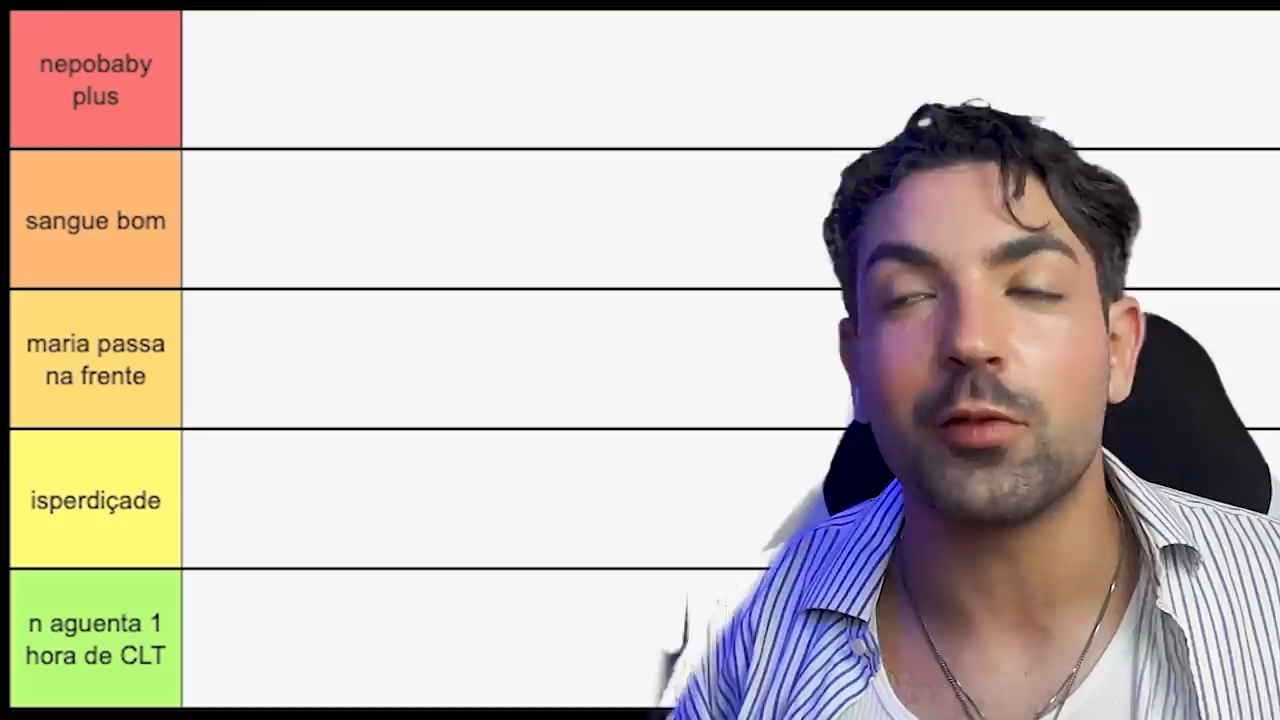 nepobaby
plus
sangue bom
maria passa
na frente
isperdiçade
n aguenta 1
hora de CLT